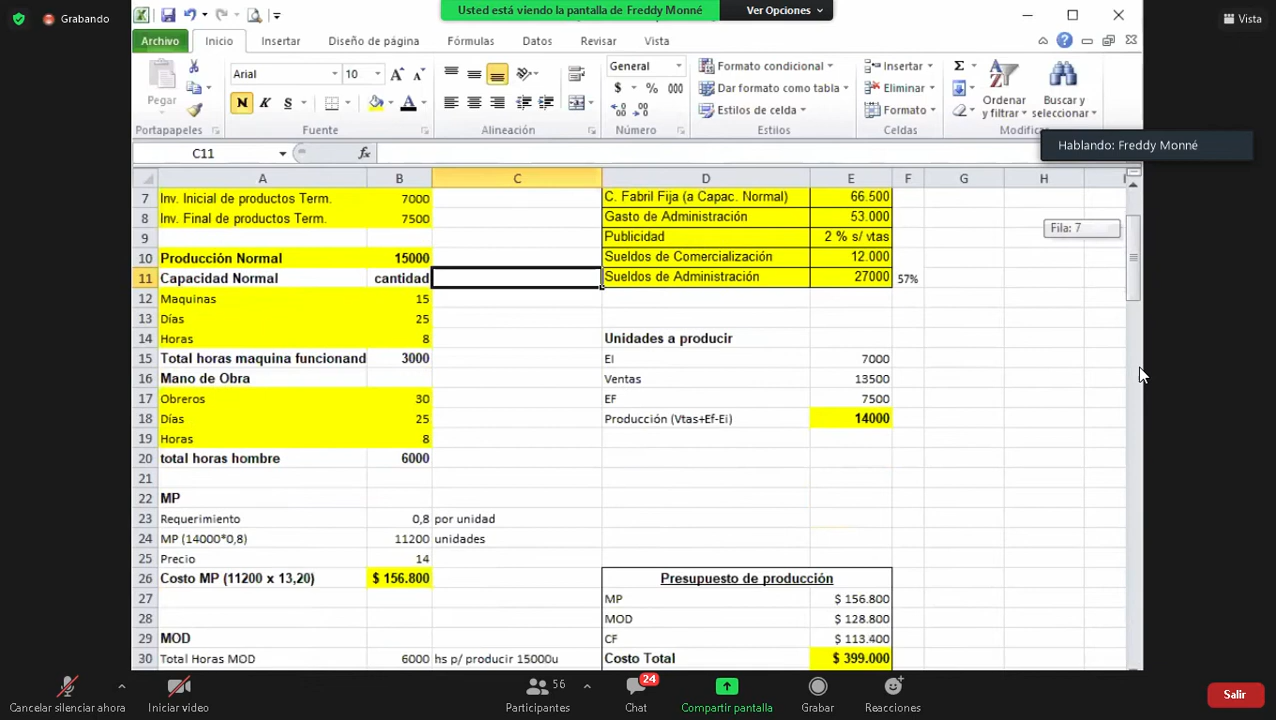 Grabando
Usted está viendo la pantalla de Freddy Monné
Ver Opciones
Vista
Archivo
Inicio
Insertar
Diseño de página
Fórmulas
Datos
Revisar
Vista
Pegar
Portapapeles
Arial
10
N K S
Fuente
Alineación
General
% 000
Número
Formato condicional
Dar formato como tabla
Estilos de celda
Estilos
Insertar
Eliminar
Formato
Celdas
Ordenar y filtrar
Buscar y seleccionar
Modificar
Hablando: Freddy Monné
C11
fx
A B C D E F G H
7 Inv. Inicial de productos Term. 7000 C. Fabril Fija (a Capac. Normal) 66.500
Fila: 7
8 Inv. Final de productos Term. 7500 Gasto de Administración 53.000
9 Publicidad 2 % s/ vtas
10 Producción Normal 15000 Sueldos de Comercialización 12.000
11 Capacidad Normal cantidad Sueldos de Administración 27000 57%
12 Maquinas 15
13 Días 25
14 Horas 8 Unidades a producir
15 Total horas maquina funcionand 3000 EI 7000
16 Mano de Obra Ventas 13500
17 Obreros 30 EF 7500
18 Días 25 Producción (Vtas+Ef-Ei) 14000
19 Horas 8
20 total horas hombre 6000
21
22 MP
23 Requerimiento 0,8 por unidad
24 MP (14000*0,8) 11200 unidades
25 Precio 14
26 Costo MP (11200 x 13,20) $ 156.800 Presupuesto de producción
27 MP $ 156.800
28 MOD $ 128.800
29 MOD CF $ 113.400
30 Total Horas MOD 6000 hs p/ producir 15000u Costo Total $ 399.000
Cancelar silenciar ahora
Iniciar video
56
Participantes
24
Chat
Compartir pantalla
Grabar
Reacciones
Salir